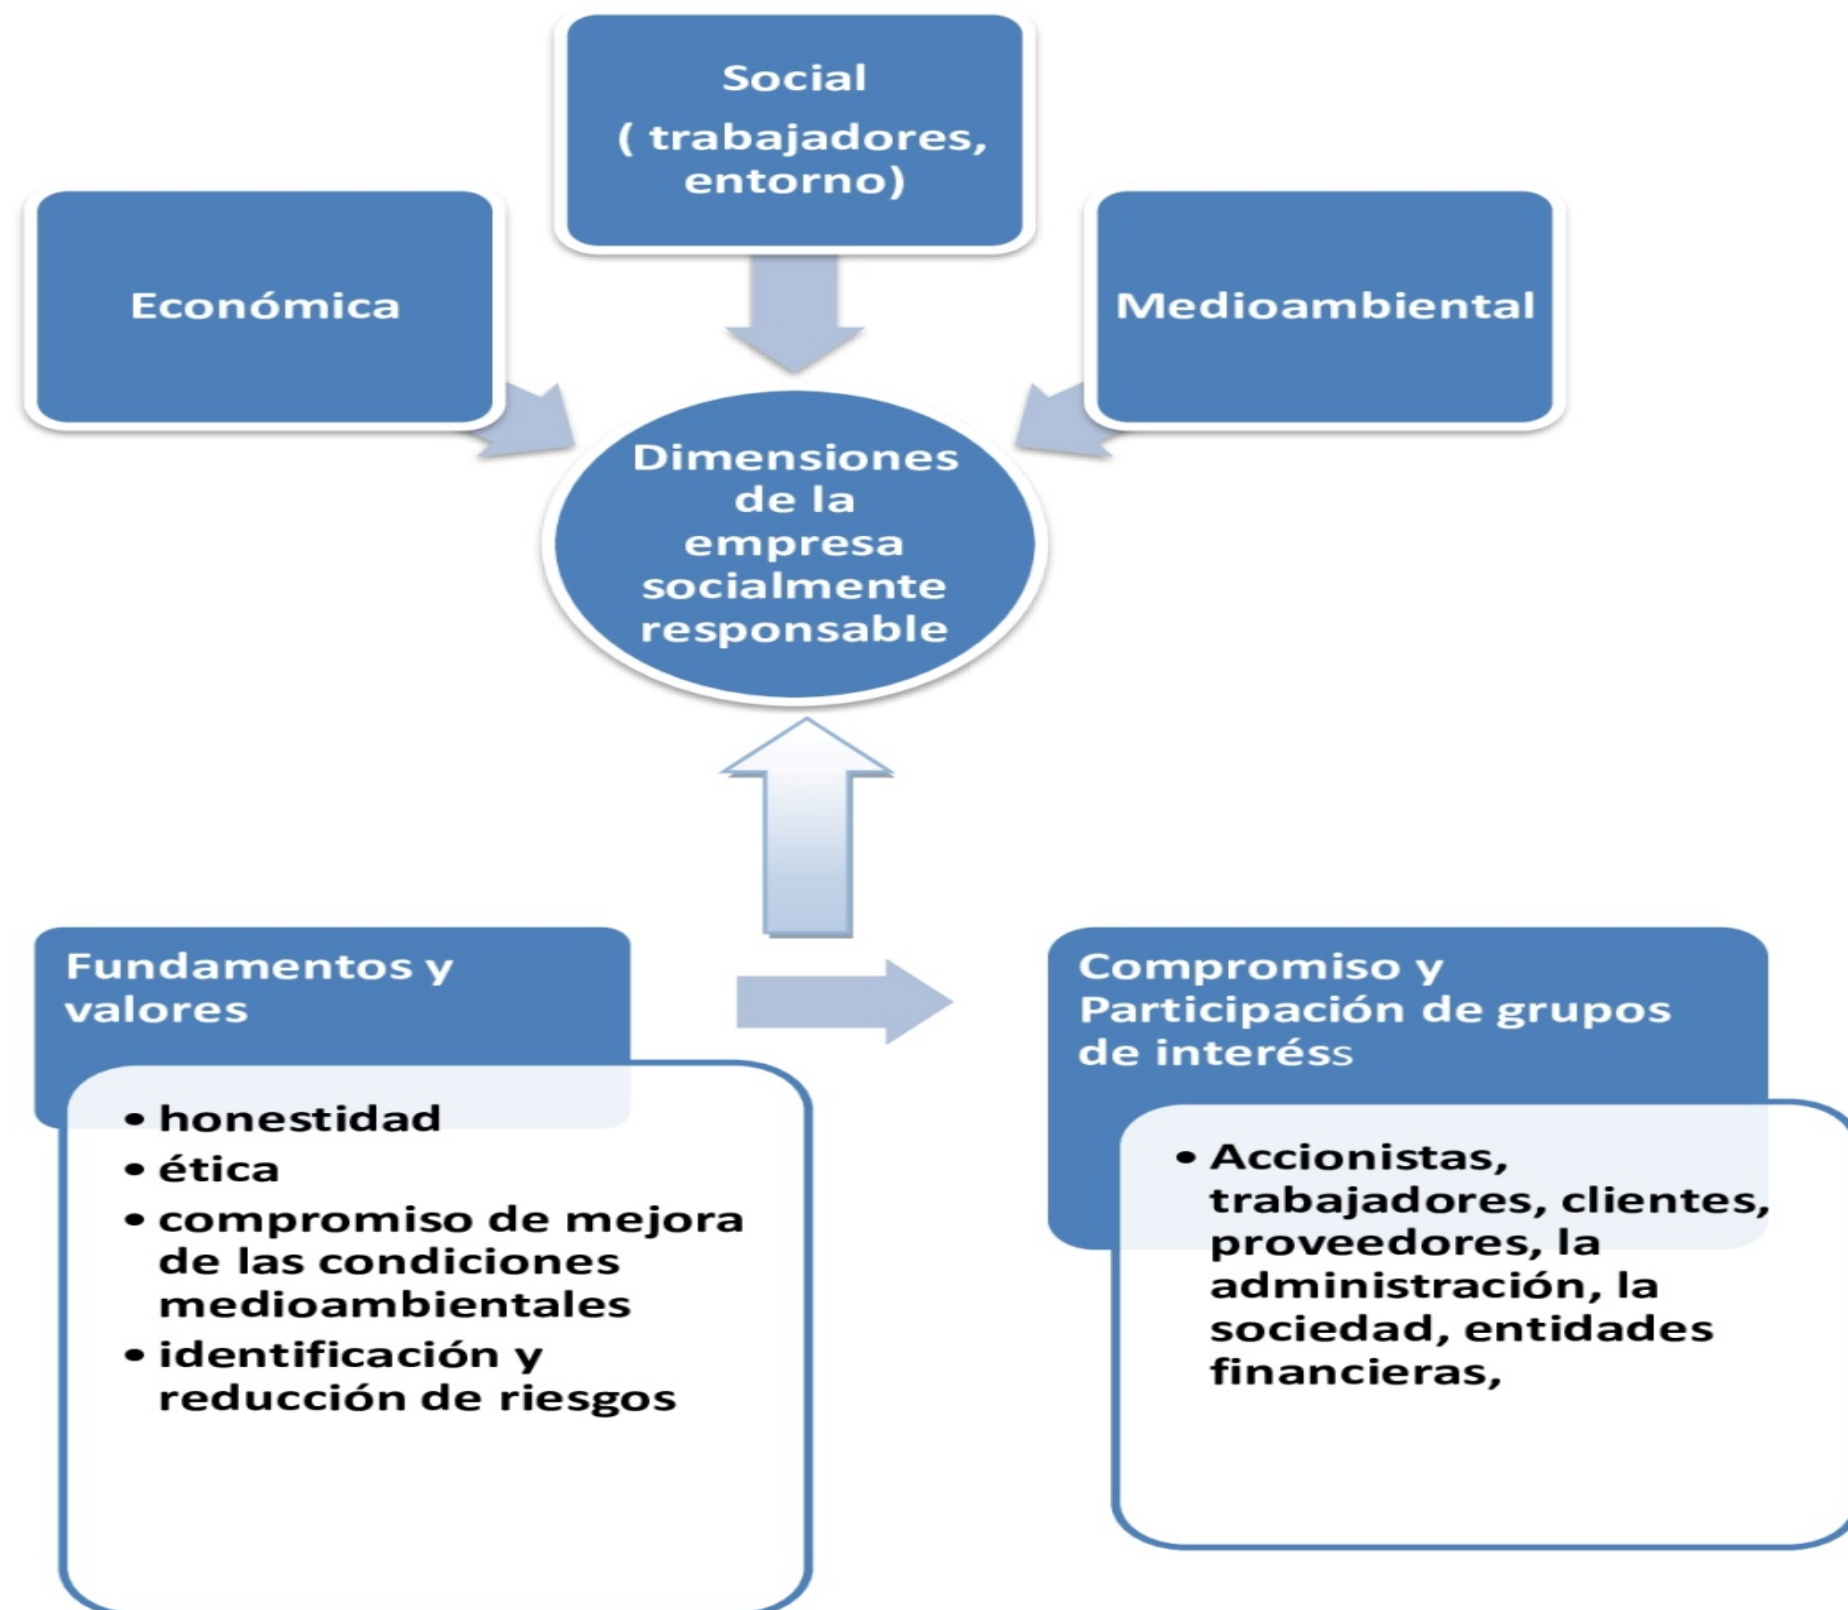 Social
( trabajadores,
entorno)
Económica
Medioambiental
Dimensiones
de la
empresa
socialmente
responsable
Fundamentos y
valores
• honestidad
• ética
• compromiso de mejora
de las condiciones
medioambientales
• identificación y
reducción de riesgos
Compromiso y
Participación de grupos
de interéss
• Accionistas,
trabajadores, clientes,
proveedores, la
administración, la
sociedad, entidades
financieras,